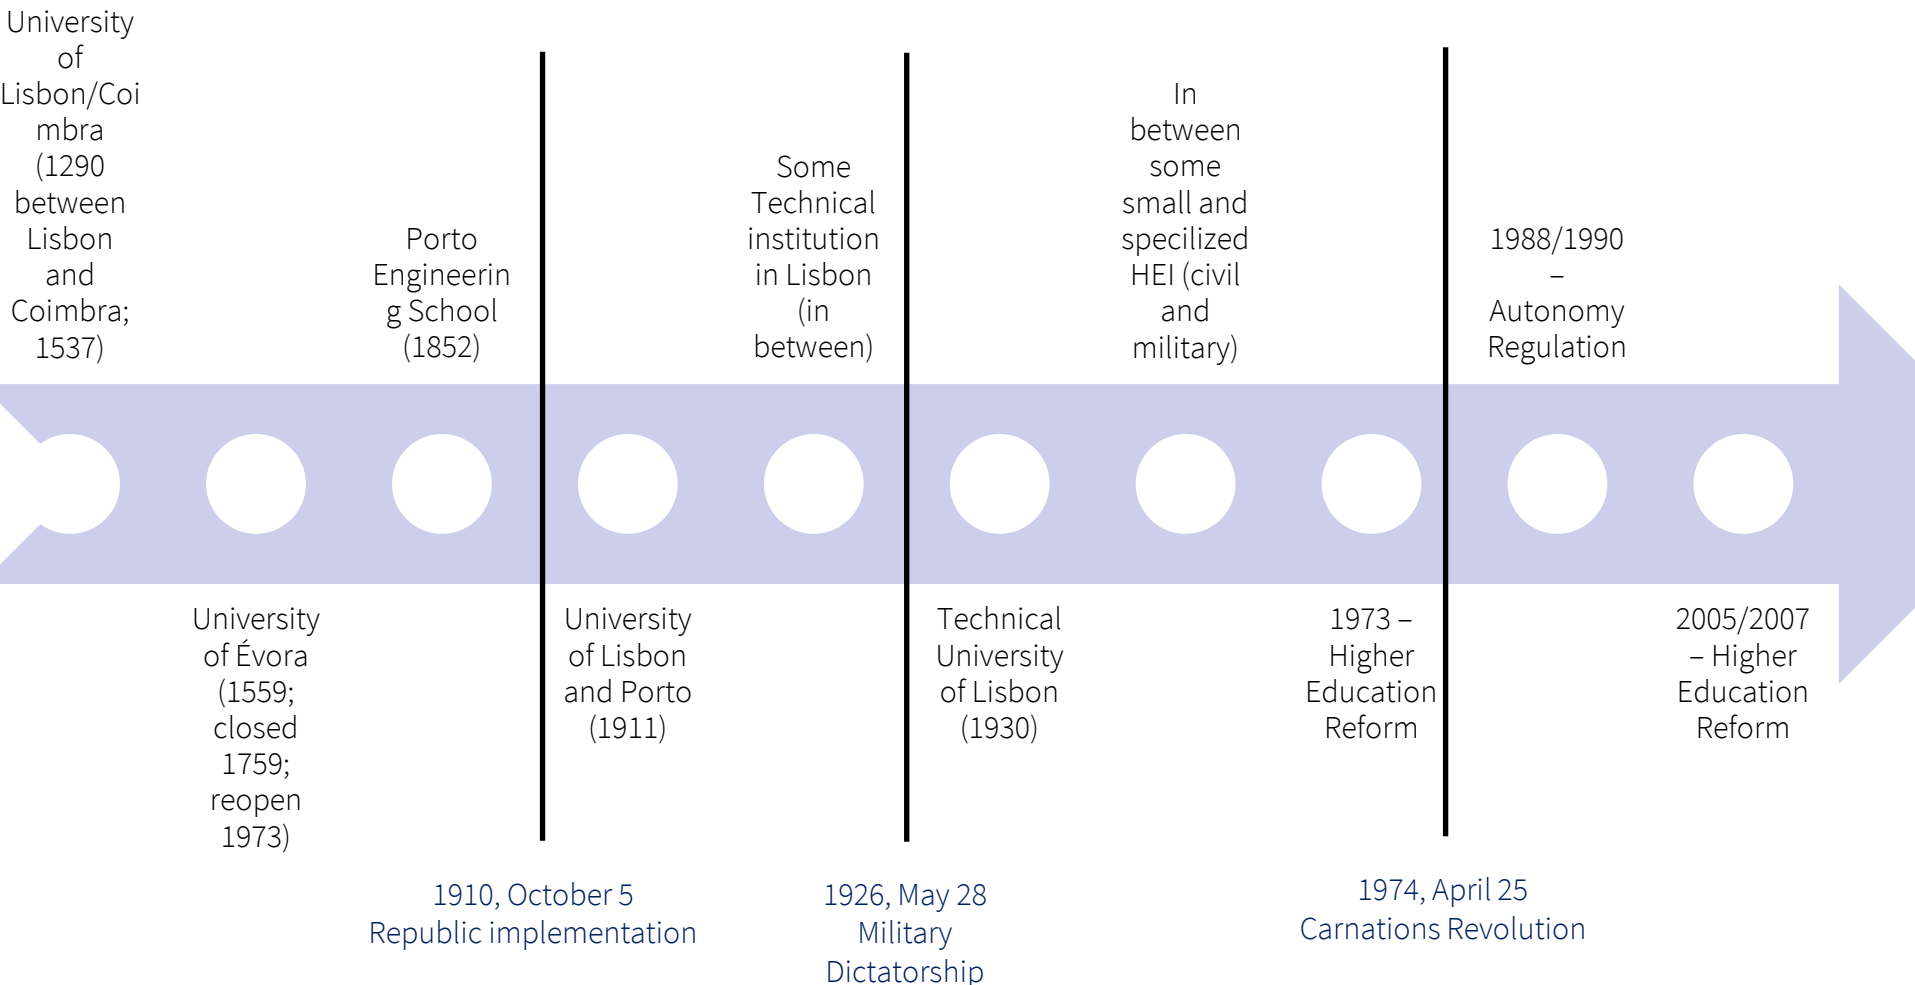 University
of
Lisbon/Coi
mbra
(1290
between
Lisbon
and
Coimbra;
1537)
University
of Évora
(1559;
closed
1759;
reopen
1973)
Porto
Engineerin
g School
(1852)
University
of Lisbon
and Porto
(1911)
Some
Technical
institution
in Lisbon
(in
between)
Technical
University
of Lisbon
(1930)
In
between
some
small and
specilized
HEI (civil
and
military)
1973 –
Higher
Education
Reform
1988/1990
–
Autonomy
Regulation
2005/2007
– Higher
Education
Reform
1910, October 5
Republic implementation
1926, May 28
Military
Dictatorship
1974, April 25
Carnations Revolution